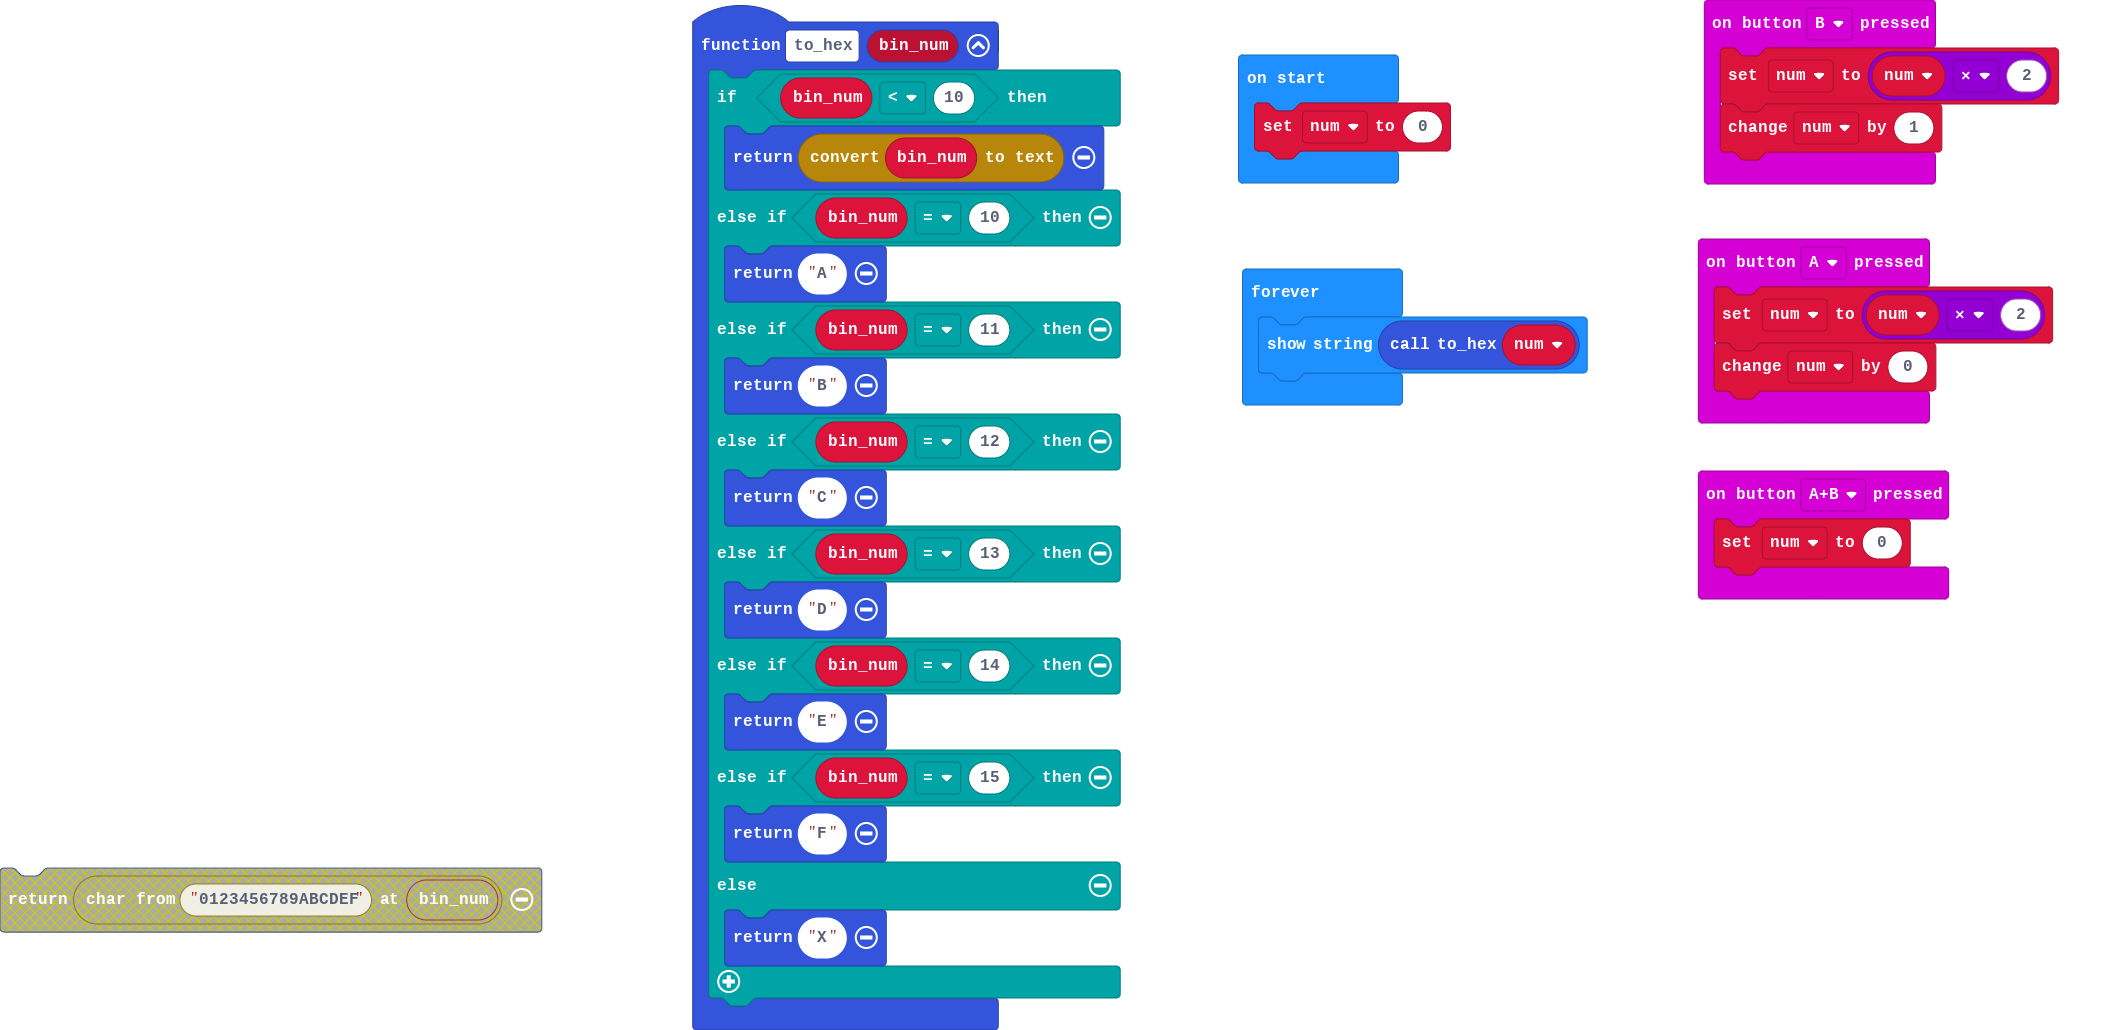 function to_hex bin_num
if bin_num < 10 then
return convert bin_num to text
else if bin_num = 10 then
return "A"
else if bin_num = 11 then
return "B"
else if bin_num = 12 then
return "C"
else if bin_num = 13 then
return "D"
else if bin_num = 14 then
return "E"
else if bin_num = 15 then
return "F"
else
return "X"
return char from "0123456789ABCDEF" at bin_num
on start
set num to 0
forever
show string call to_hex num
on button B pressed
set num to num × 2
change num by 1
on button A pressed
set num to num × 2
change num by 0
on button A+B pressed
set num to 0